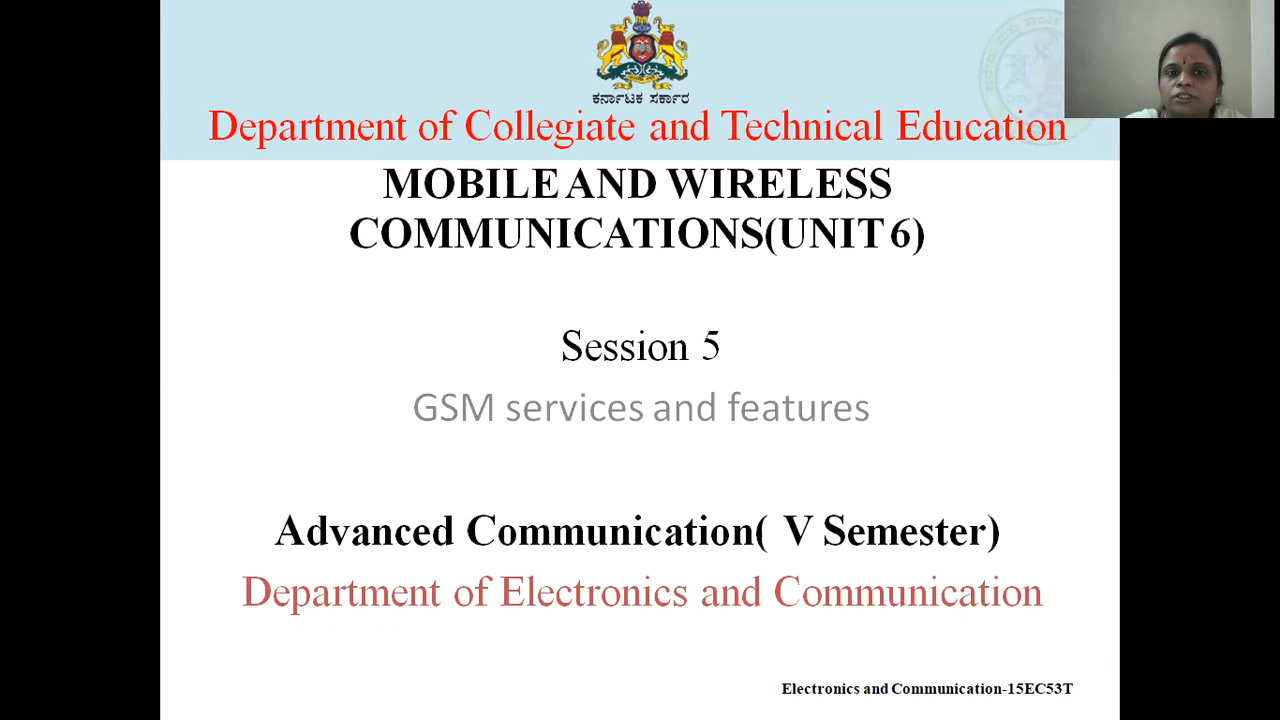 ಕರ್ನಾಟಕ ಸರ್ಕಾರ
Department of Collegiate and Technical Education
MOBILE AND WIRELESS
COMMUNICATIONS(UNIT 6)
Session 5
GSM services and features
Advanced Communication( V Semester)
Department of Electronics and Communication
Electronics and Communication-15EC53T